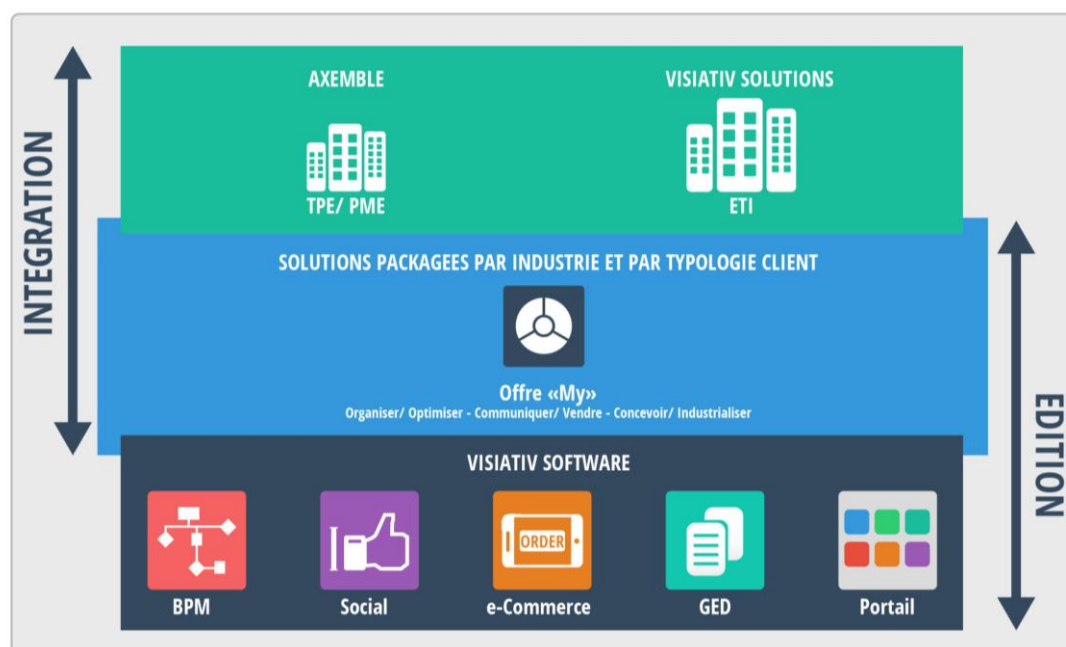 INTEGRATION
AXEMBLE
VISIATIV SOLUTIONS
TPE/ PME
ETI
SOLUTIONS PACKAGEES PAR INDUSTRIE ET PAR TYPOLOGIE CLIENT
Offre «My»
Organiser/ Optimiser - Communiquer/ Vendre - Concevoir/ Industrialiser
EDITION
VISIATIV SOFTWARE
ORDER
BPM
Social
e-Commerce
GED
Portail